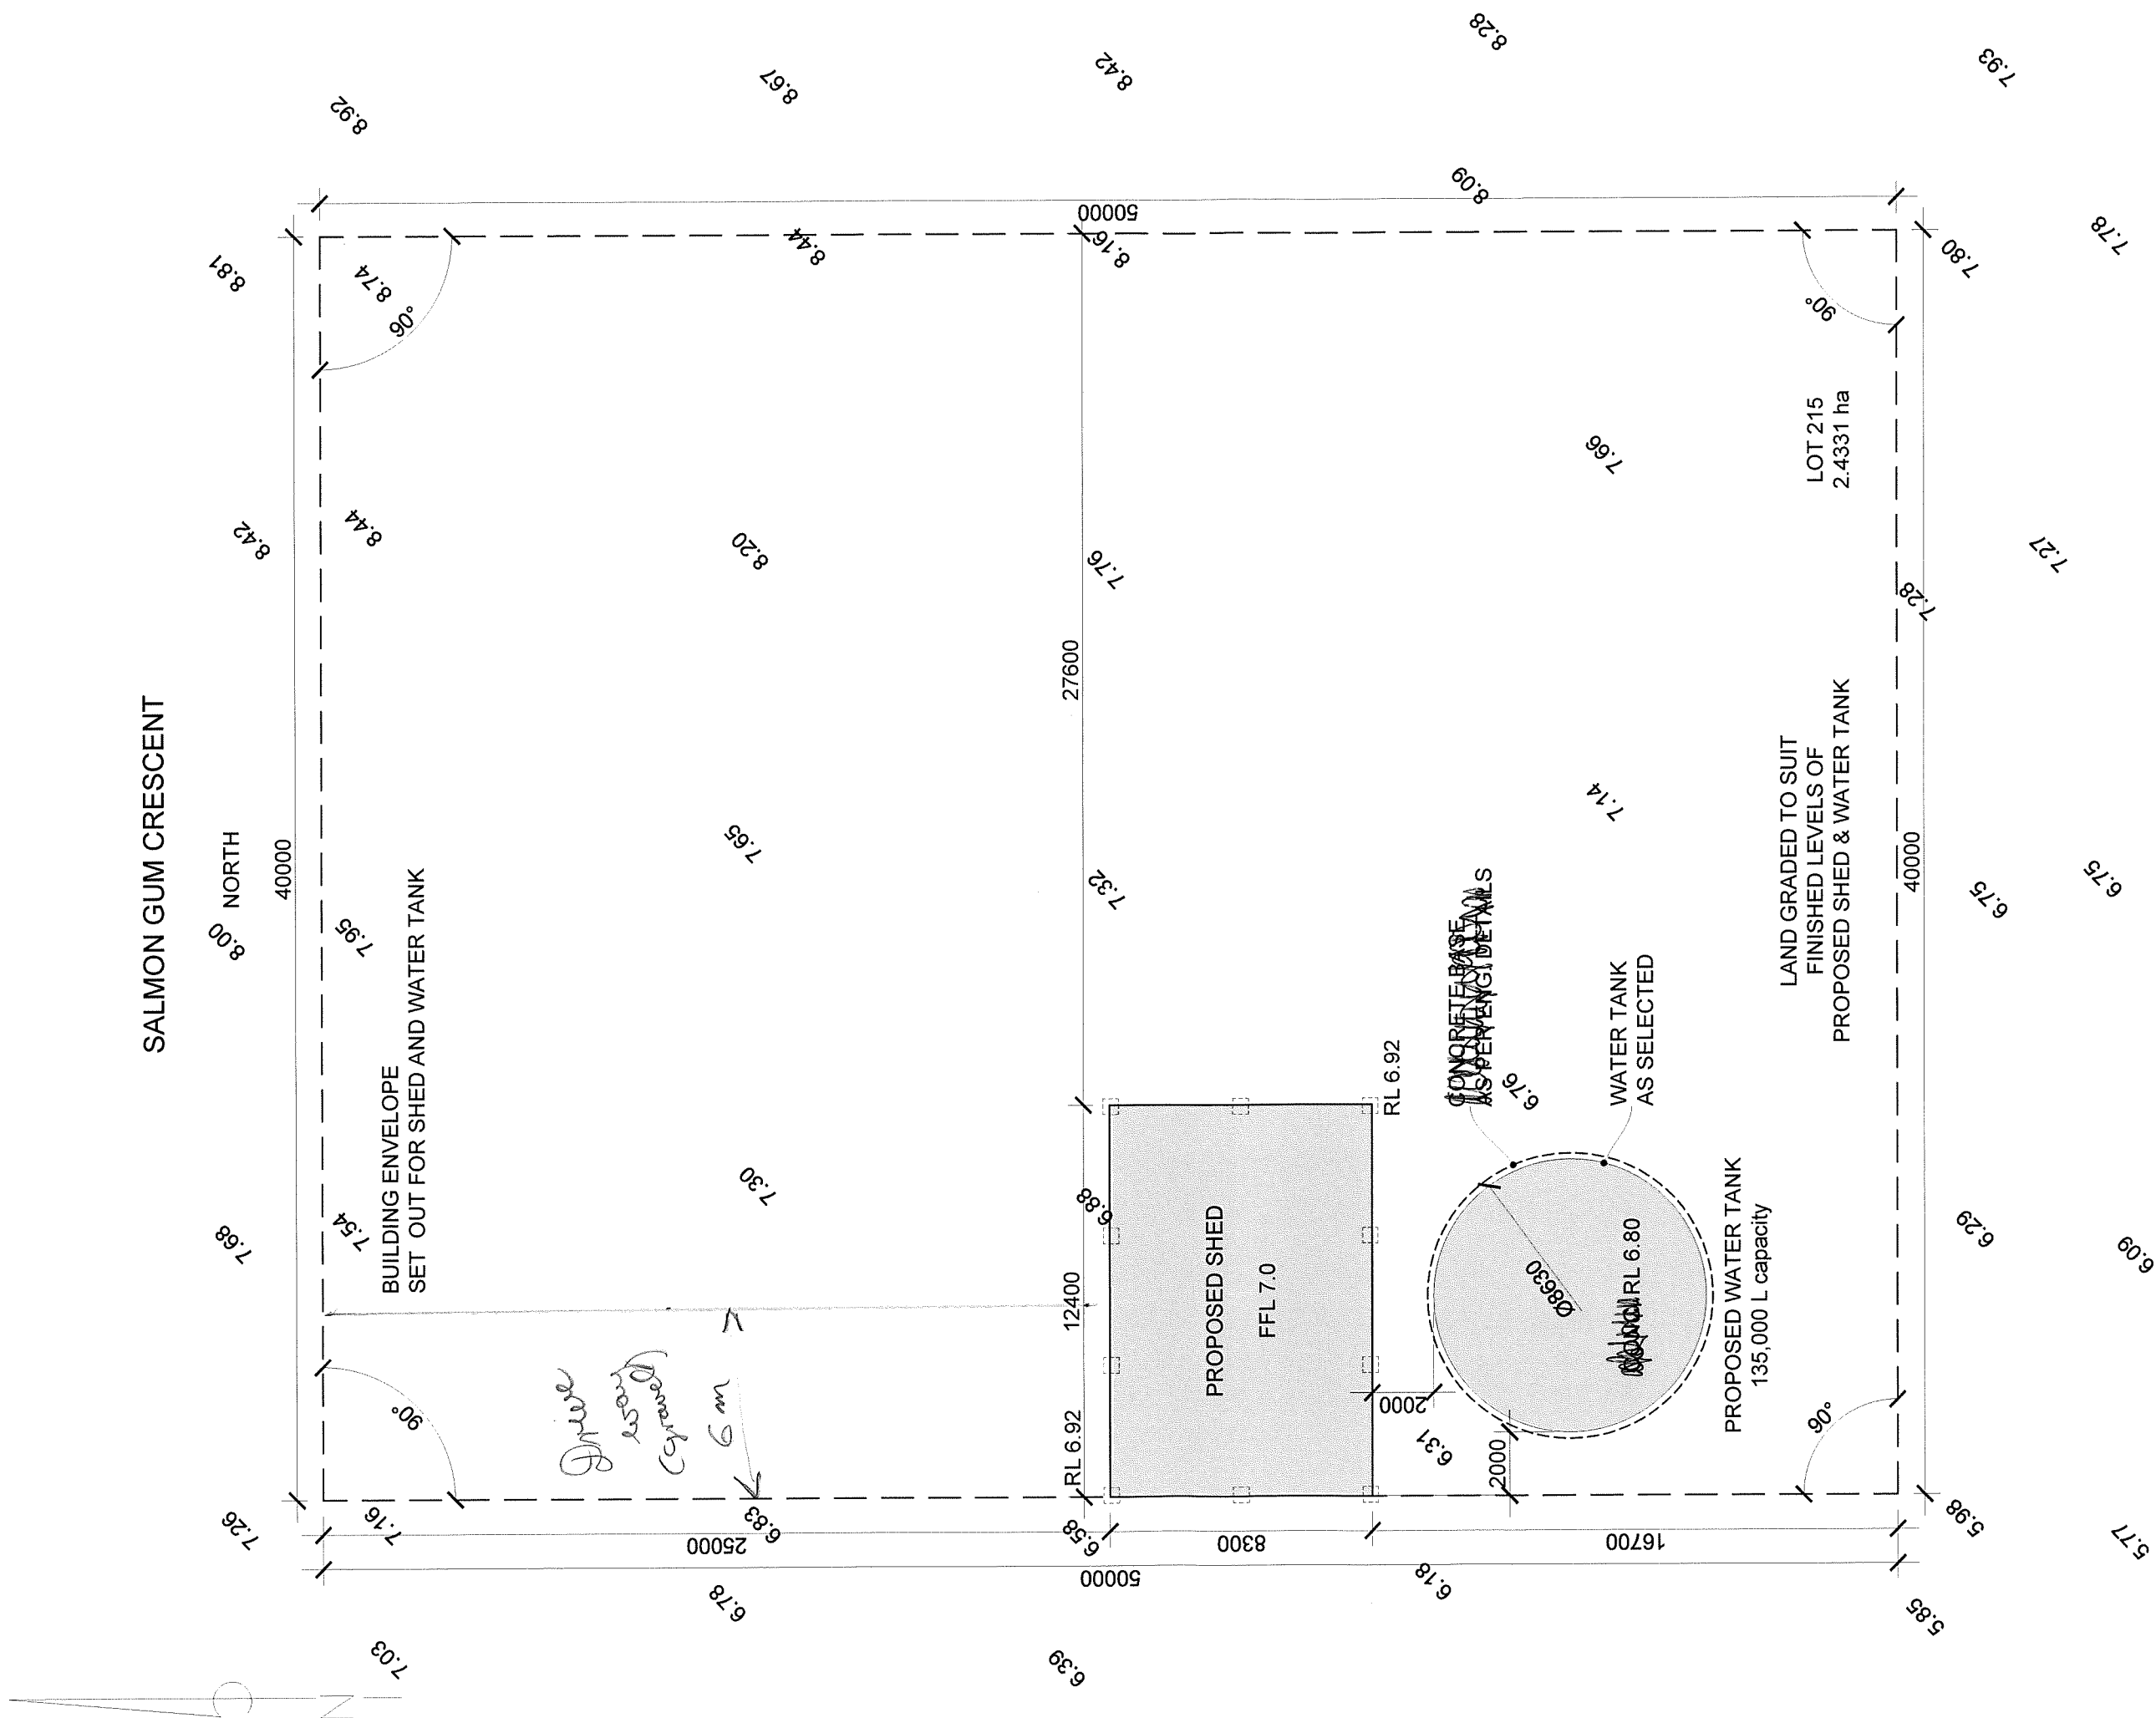 SALMON GUM CRESCENT
NORTH
8.92
8.67
8.42
8.28
7.93
8.81
8.42
8.00
7.68
7.26
7.03
40000
50000
8.09
8.74
90°
8.44
8.16
7.80
7.78
90°
8.44
7.95
7.54
7.16
BUILDING ENVELOPE
SET OUT FOR SHED AND WATER TANK
8.20
7.65
7.30
7.76
27600
7.32
7.66
7.14
LOT 215
2.4331 ha
7.28
7.27
LAND GRADED TO SUIT
FINISHED LEVELS OF
PROPOSED SHED & WATER TANK
40000
6.75
6.75
6.29
6.09
90°
Drive
way
(gravel)
6 m
12400
RL 6.92
6.88
PROPOSED SHED
FFL 7.0
RL 6.92
CONCRETE BASE
AS PER ENG. DETAILS
6.76
WATER TANK
AS SELECTED
Ø8630
RL 6.80
PROPOSED WATER TANK
135,000 L capacity
2000
6.31
2000
90°
25000
6.83
6.58
8300
16700
5.98
5.77
50000
6.78
6.18
5.85
6.39
N